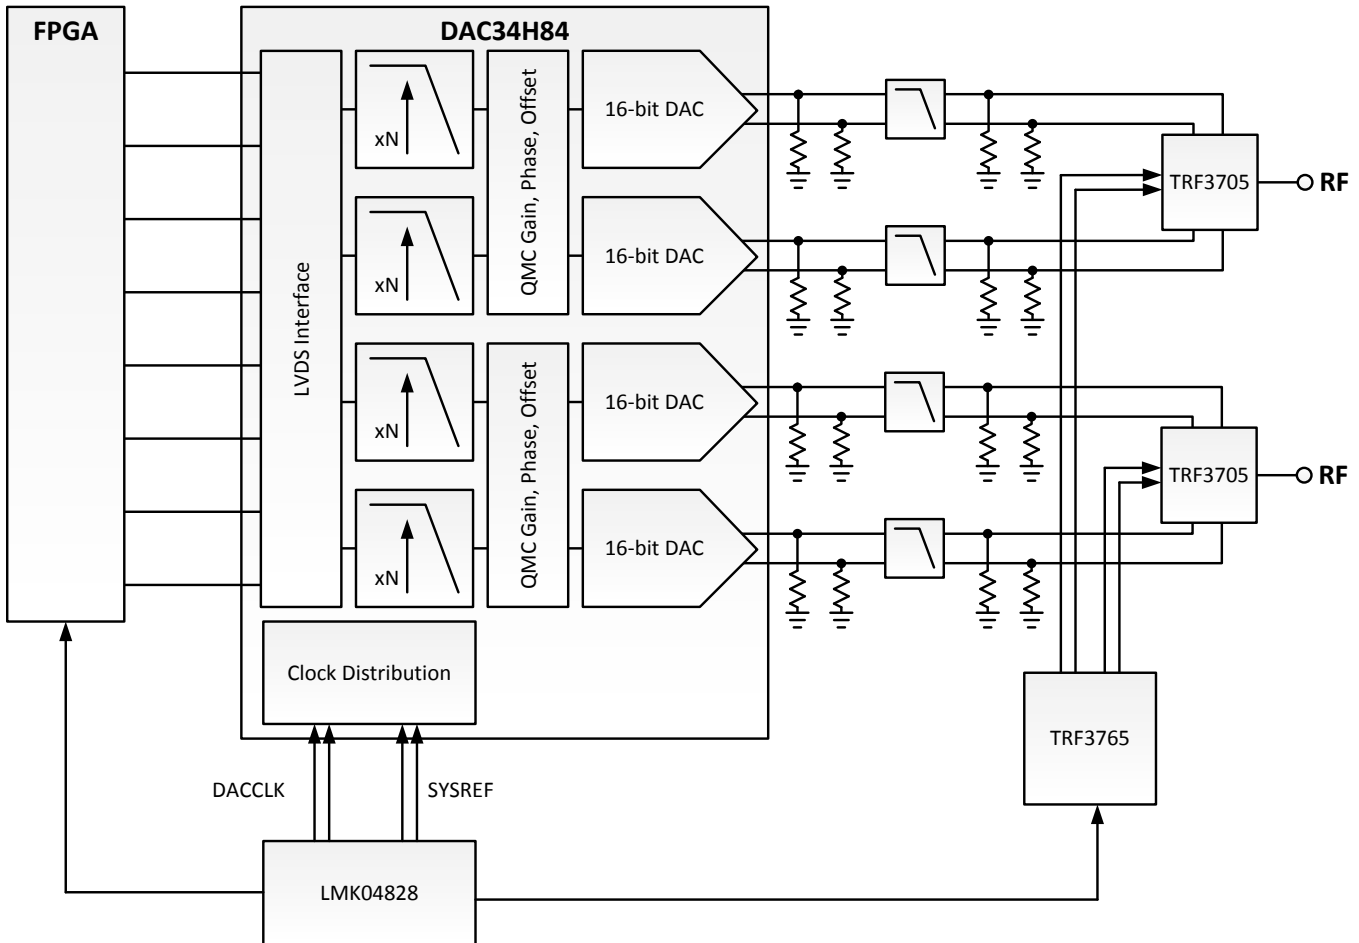 FPGA
DAC34H84
LVDS Interface
xN
QMC Gain, Phase, Offset
16-bit DAC
TRF3705
RF
xN
16-bit DAC
xN
QMC Gain, Phase, Offset
16-bit DAC
TRF3705
RF
xN
16-bit DAC
Clock Distribution
TRF3765
DACCLK
SYSREF
LMK04828